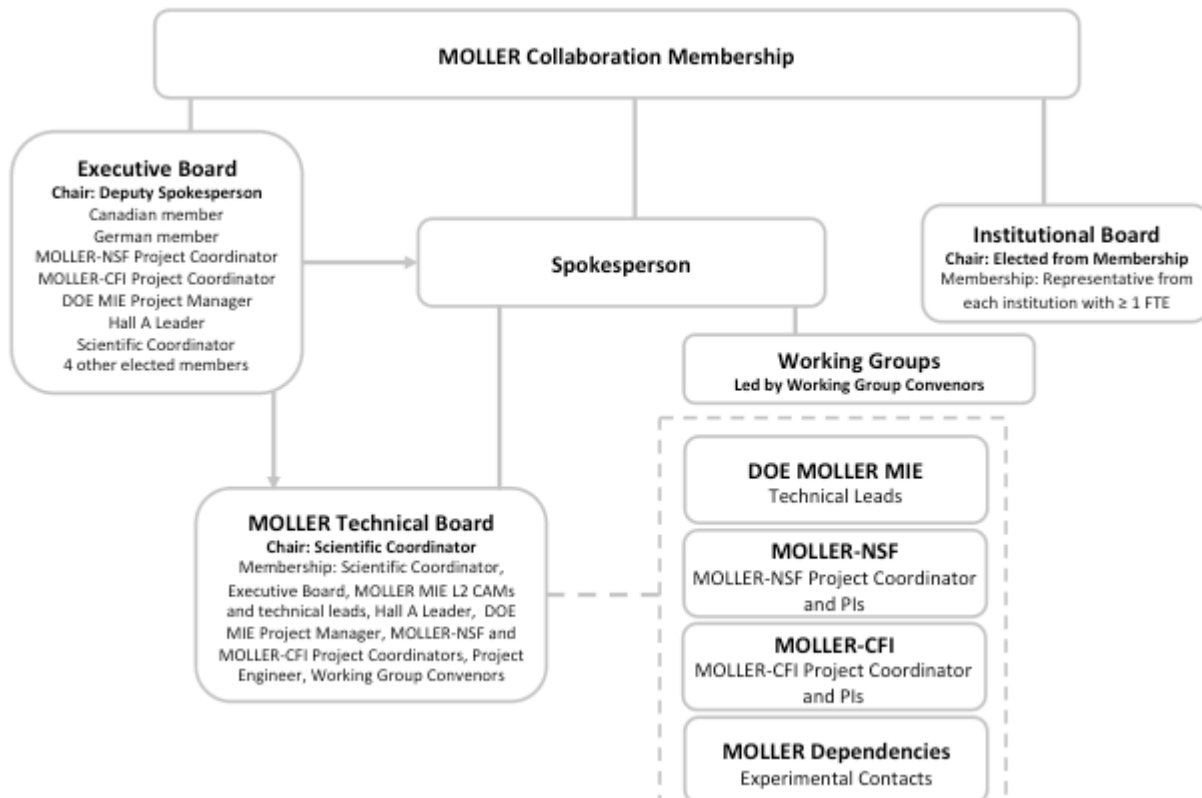 MOLLER Collaboration Membership
Executive Board
Chair: Deputy Spokesperson
Canadian member
German member
MOLLER-NSF Project Coordinator
MOLLER-CFI Project Coordinator
DOE MIE Project Manager
Hall A Leader
Scientific Coordinator
4 other elected members
Spokesperson
Institutional Board
Chair: Elected from Membership
Membership: Representative from
each institution with ≥ 1 FTE
Working Groups
Led by Working Group Convenors
MOLLER Technical Board
Chair: Scientific Coordinator
Membership: Scientific Coordinator,
Executive Board, MOLLER MIE L2 CAMs
and technical leads, Hall A Leader, DOE
MIE Project Manager, MOLLER-NSF and
MOLLER-CFI Project Coordinators, Project
Engineer, Working Group Convenors
DOE MOLLER MIE
Technical Leads
MOLLER-NSF
MOLLER-NSF Project Coordinator
and PIs
MOLLER-CFI
MOLLER-CFI Project Coordinator
and PIs
MOLLER Dependencies
Experimental Contacts